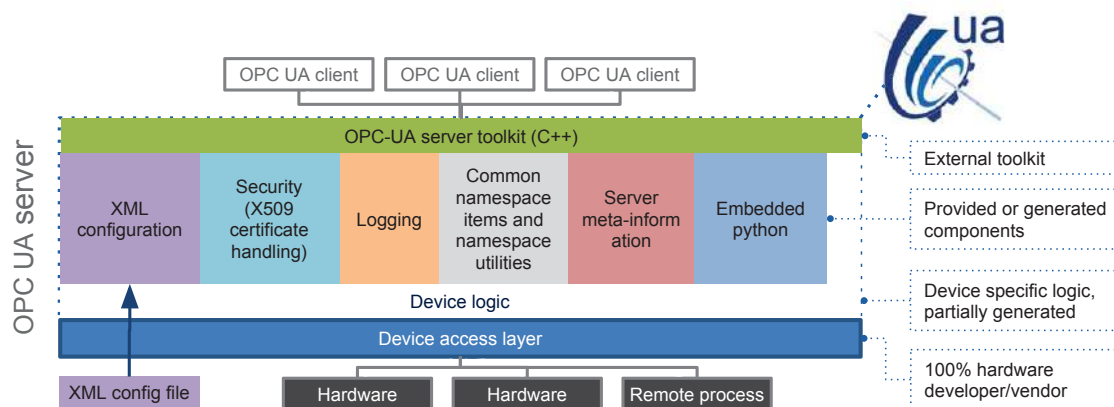 ua
OPC UA client
OPC UA client
OPC UA client
OPC UA server
OPC-UA server toolkit (C++)
XML
configuration
Security
(X509
certificate
handling)
Logging
Common
namespace
items and
namespace
utilities
Server
meta-inform
ation
Embedded
python
External toolkit
Provided or generated
components
Device logic
Device specific logic,
partially generated
Device access layer
100% hardware
developer/vendor
XML config file
Hardware
Hardware
Remote process